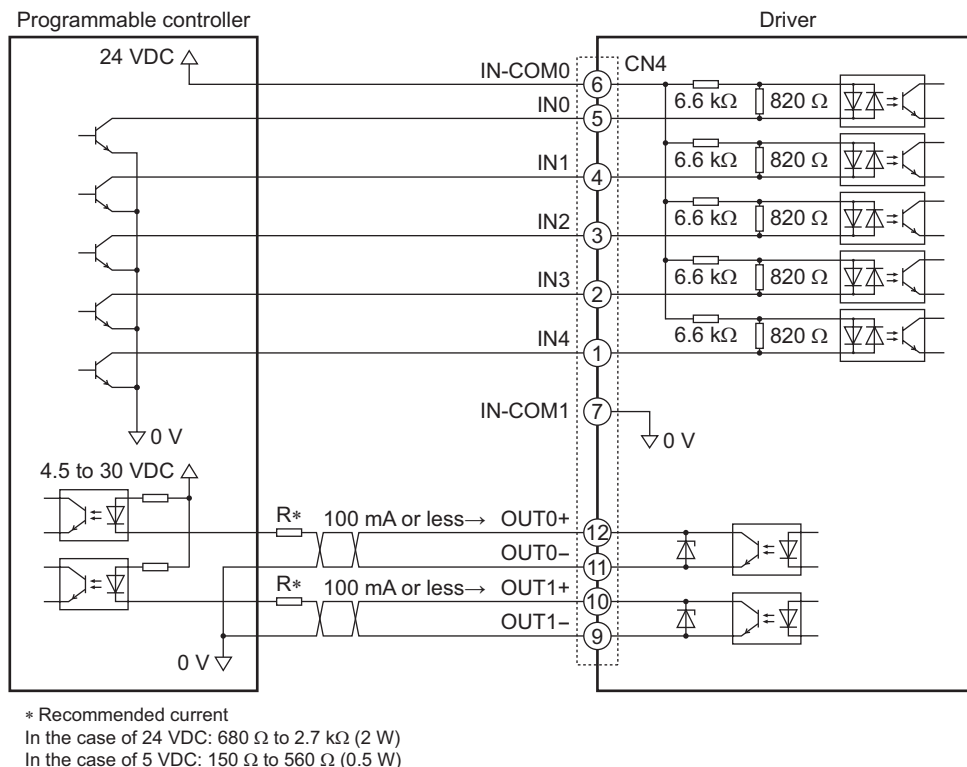 Programmable controller
Driver
24 VDC
IN-COM0
CN4
6
6.6 kΩ
820 Ω
IN0
5
IN1
4
6.6 kΩ
820 Ω
IN2
3
6.6 kΩ
820 Ω
IN3
2
6.6 kΩ
820 Ω
IN4
1
6.6 kΩ
820 Ω
IN-COM1
7
0 V
0 V
4.5 to 30 VDC
R*
100 mA or less→
OUT0+
12
OUT0−
11
R*
100 mA or less→
OUT1+
10
OUT1−
9
0 V
* Recommended current
In the case of 24 VDC: 680 Ω to 2.7 kΩ (2 W)
In the case of 5 VDC: 150 Ω to 560 Ω (0.5 W)